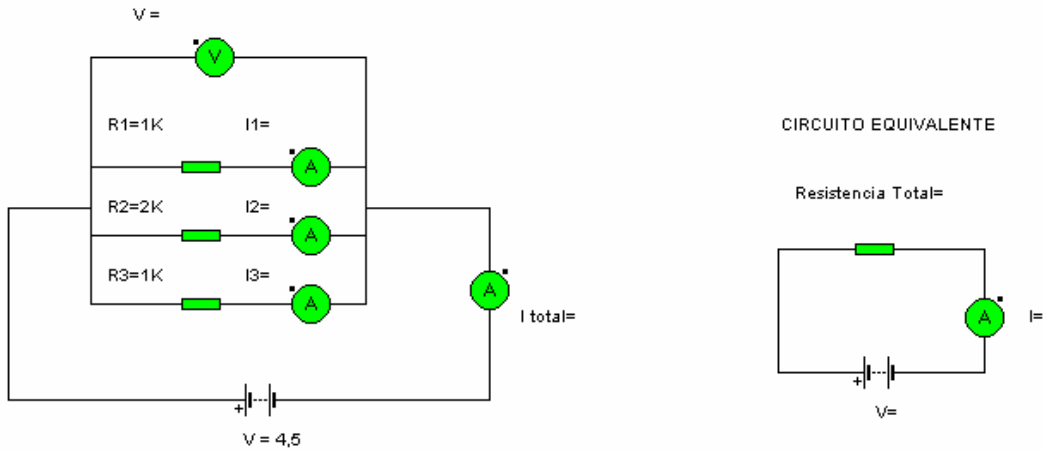 V =
V
R1=1K I1=
A
R2=2K I2=
A
R3=1K I3=
A
A
I total=
+
V = 4,5
CIRCUITO EQUIVALENTE
Resistencia Total=
A
I=
+
V=